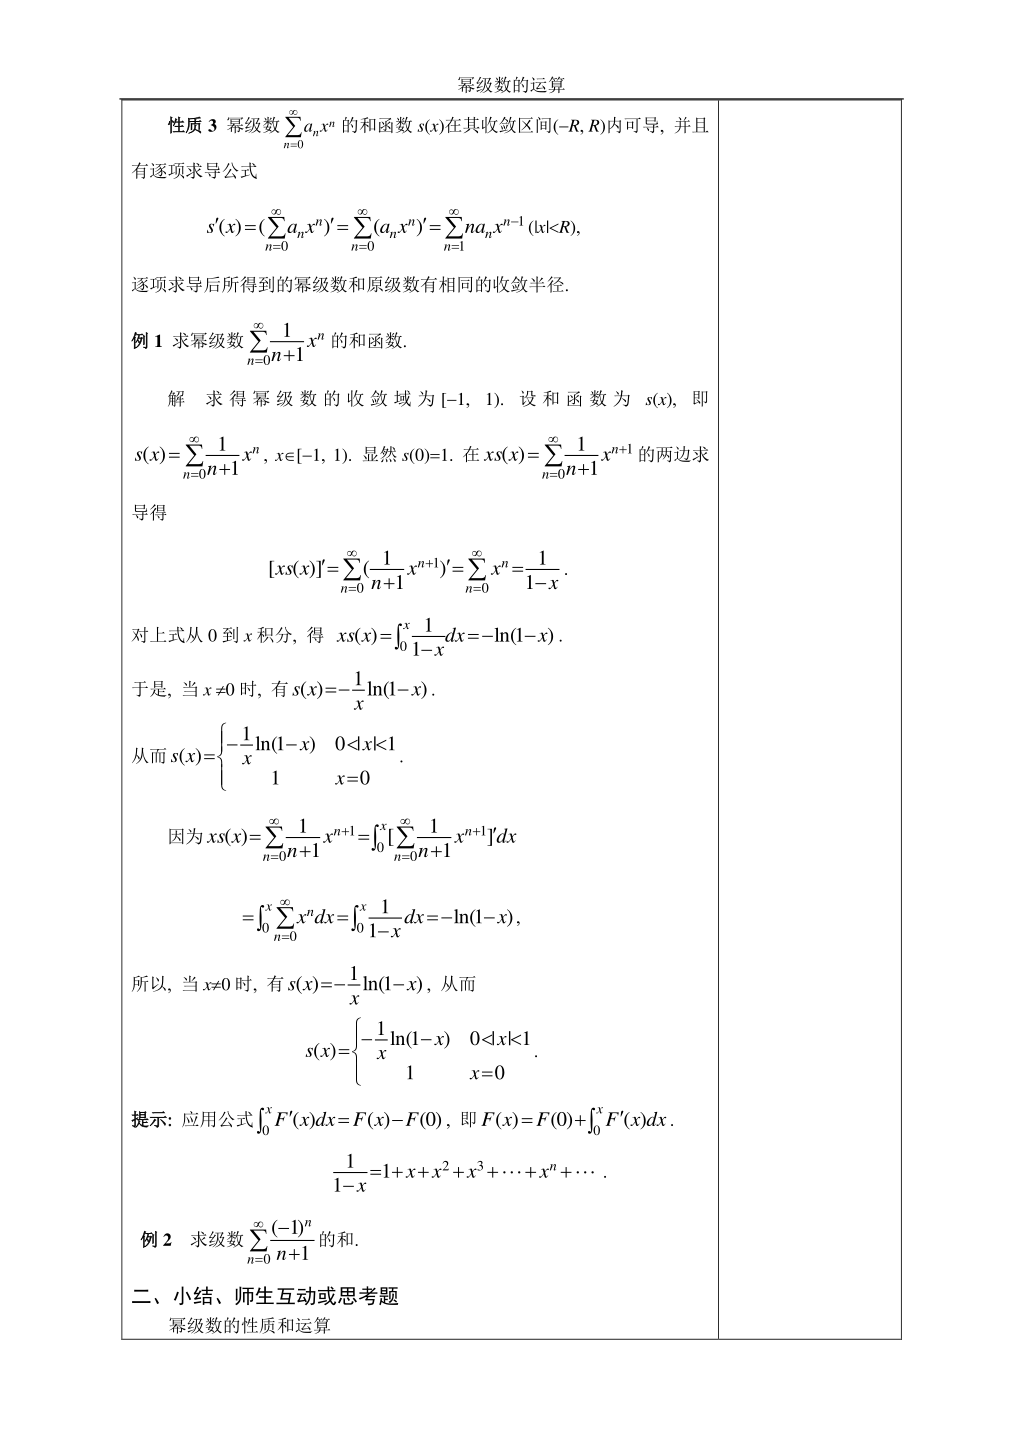 幂级数的运算
性质 3 幂级数 $\sum_{n=0}^{\infty} a_n x^n$ 的和函数 s(x)在其收敛区间(−R, R)内可导, 并且
有逐项求导公式
$s'(x)=(\sum_{n=0}^{\infty} a_n x^n)'=\sum_{n=0}^{\infty}(a_n x^n)'=\sum_{n=1}^{\infty} n a_n x^{n-1}$ (|x|<R),
逐项求导后所得到的幂级数和原级数有相同的收敛半径.
例 1 求幂级数 $\sum_{n=0}^{\infty}\frac{1}{n+1}x^n$ 的和函数.
解 求得幂级数的收敛域为[−1, 1). 设和函数为 s(x), 即
$s(x)=\sum_{n=0}^{\infty}\frac{1}{n+1}x^n$, x∈[−1, 1). 显然 s(0)=1. 在 $xs(x)=\sum_{n=0}^{\infty}\frac{1}{n+1}x^{n+1}$ 的两边求
导得
$[xs(x)]'=\sum_{n=0}^{\infty}(\frac{1}{n+1}x^{n+1})'=\sum_{n=0}^{\infty}x^n=\frac{1}{1-x}$.
对上式从 0 到 x 积分, 得 $xs(x)=\int_0^x\frac{1}{1-x}dx=-\ln(1-x)$.
于是, 当 x ≠0 时, 有 $s(x)=-\frac{1}{x}\ln(1-x)$.
从而 $s(x)=\begin{cases}-\frac{1}{x}\ln(1-x) & 0<|x|<1\\ 1 & x=0\end{cases}$.
因为 $xs(x)=\sum_{n=0}^{\infty}\frac{1}{n+1}x^{n+1}=\int_0^x[\sum_{n=0}^{\infty}\frac{1}{n+1}x^{n+1}]'dx$
$=\int_0^x\sum_{n=0}^{\infty}x^n dx=\int_0^x\frac{1}{1-x}dx=-\ln(1-x)$,
所以, 当 x≠0 时, 有 $s(x)=-\frac{1}{x}\ln(1-x)$, 从而
$s(x)=\begin{cases}-\frac{1}{x}\ln(1-x) & 0<|x|<1\\ 1 & x=0\end{cases}$.
提示: 应用公式 $\int_0^x F'(x)dx=F(x)-F(0)$, 即 $F(x)=F(0)+\int_0^x F'(x)dx$.
$\frac{1}{1-x}=1+x+x^2+x^3+\cdots+x^n+\cdots$.
例 2 求级数 $\sum_{n=0}^{\infty}\frac{(-1)^n}{n+1}$ 的和.
二、小结、师生互动或思考题
幂级数的性质和运算